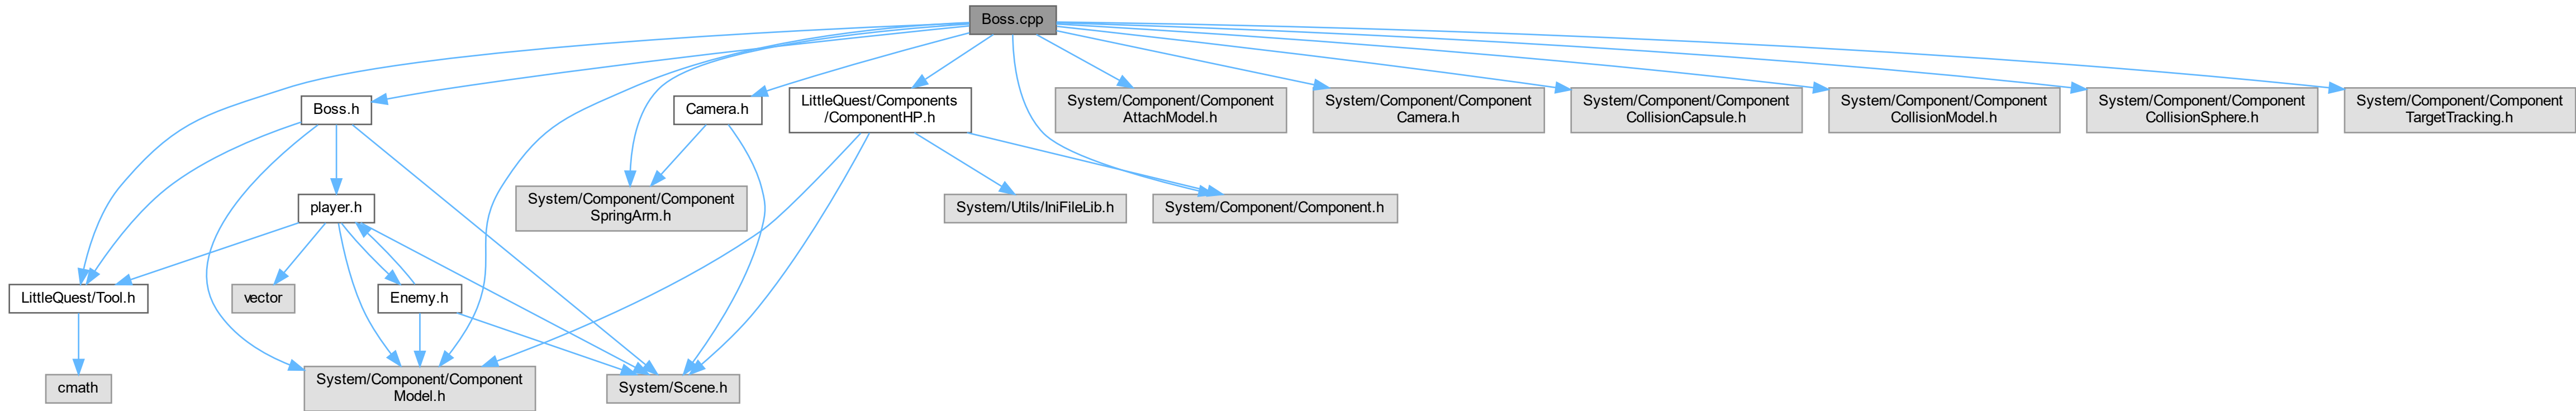 Boss.cpp
Boss.h
Camera.h
LittleQuest/Components
/ComponentHP.h
System/Component/Component
AttachModel.h
System/Component/Component
Camera.h
System/Component/Component
CollisionCapsule.h
System/Component/Component
CollisionModel.h
System/Component/Component
CollisionSphere.h
System/Component/Component
TargetTracking.h
player.h
System/Component/Component
SpringArm.h
System/Utils/IniFileLib.h
System/Component/Component.h
LittleQuest/Tool.h
vector
Enemy.h
cmath
System/Component/Component
Model.h
System/Scene.h